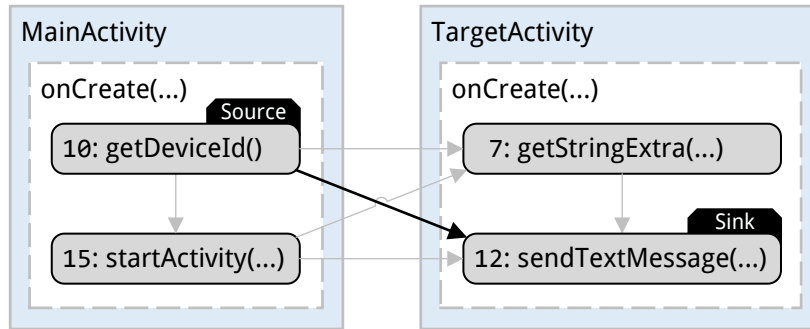 MainActivity
onCreate(...)
Source
10: getDeviceId()
15: startActivity(...)
TargetActivity
onCreate(...)
7: getStringExtra(...)
Sink
12: sendTextMessage(...)